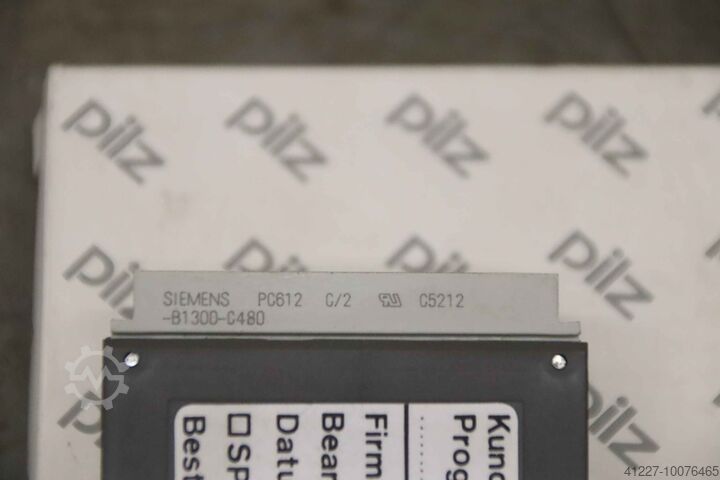 pilz pilz pilz pilz
pilz pilz pilz pilz
SIEMENS PC612 C/2 C5212
-B1300-C480
pilz
Kund
Prog
Firm
Bear
Datu
☐ SP
Best
41227-10076465